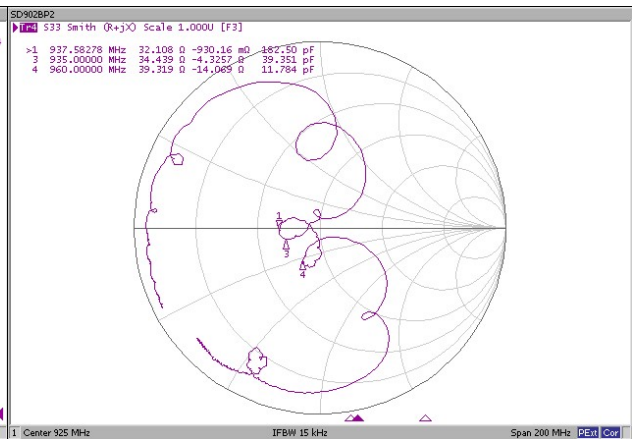 SD902BP2
Tr4 S33 Smith (R+jX) Scale 1.000U [F3]
>1 937.58278 MHz 32.108 Ω -930.16 mΩ 182.50 pF
3 935.00000 MHz 34.439 Ω -4.3257 Ω 39.351 pF
4 960.00000 MHz 39.319 Ω -14.069 Ω 11.784 pF
1
3
4
1 Center 925 MHz IFBW 15 kHz Span 200 MHz PExt Cor